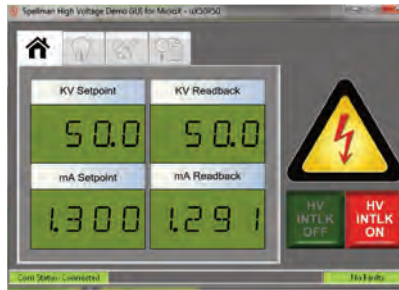 Spellman High Voltage Demo GUI for MicroX - uX50P50
KV Setpoint
KV Readback
50.0
50.0
mA Setpoint
mA Readback
1.300
1.291
HV
INTLK
OFF
HV
INTLK
ON
Com Status: Connected
No Faults